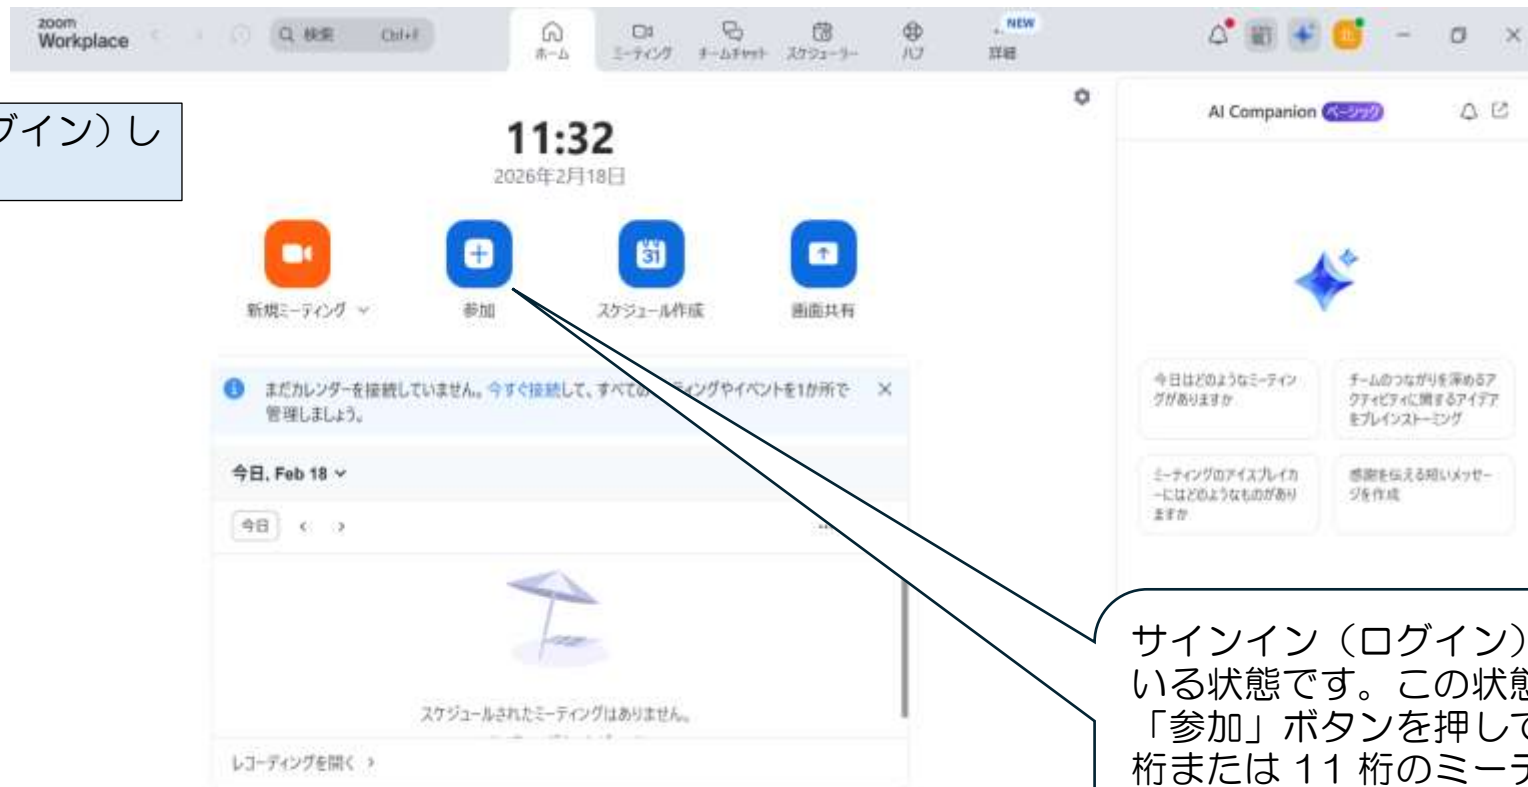 zoom
Workplace
検索 Ctrl+F
ホーム
ミーティング
チームチャット
スケジューラー
ハブ
NEW
詳細
グイン）し
11:32
2026年2月18日
AI Companion ベーシック
31
新規ミーティング
参加
スケジュール作成
画面共有
まだカレンダーを接続していません。今すぐ接続して、すべての
ングやイベントを1か所で
管理しましょう。
今日, Feb 18
今日
スケジュールされたミーティングはありません。
レコーディングを開く
今日はどのようなミーティン
グがありますか
チームのつながりを深めるア
クティビティに関するアイデア
をブレインストーミング
ミーティングのアイスブレイカ
ーにはどのようなものがあり
ますか
感謝を伝える短いメッセー
ジを作成
サインイン（ログイン）
いる状態です。この状態
「参加」ボタンを押して
桁または 11 桁のミーテ